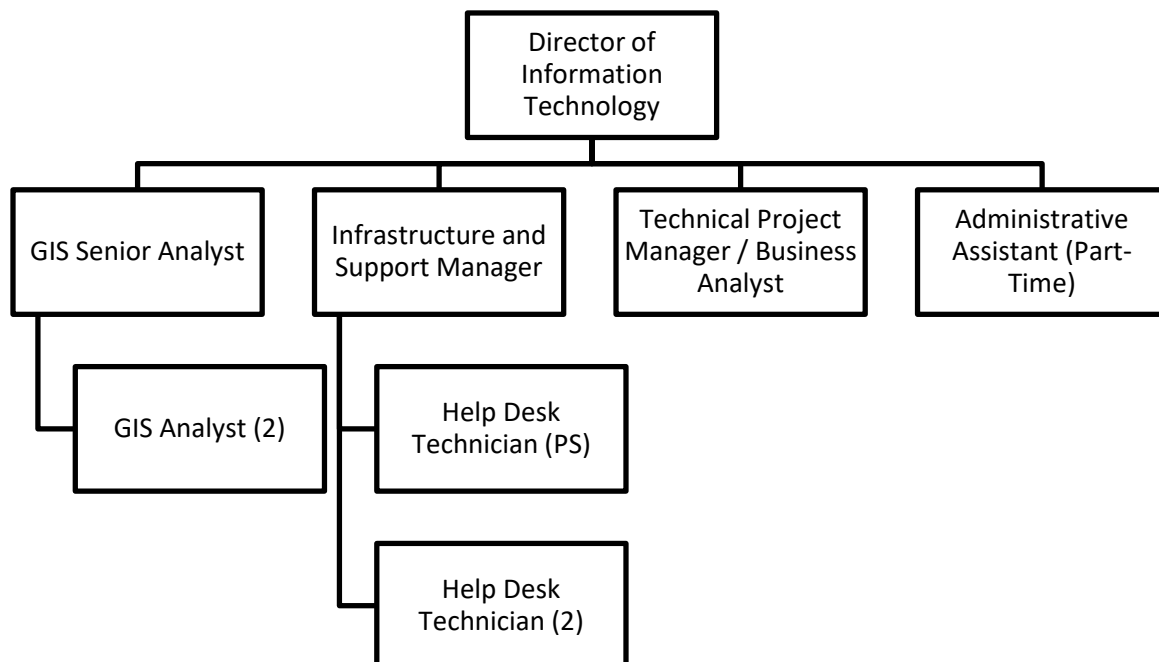 Director of
Information
Technology
GIS Senior Analyst
Infrastructure and
Support Manager
Technical Project
Manager / Business
Analyst
Administrative
Assistant (Part-
Time)
GIS Analyst (2)
Help Desk
Technician (PS)
Help Desk
Technician (2)